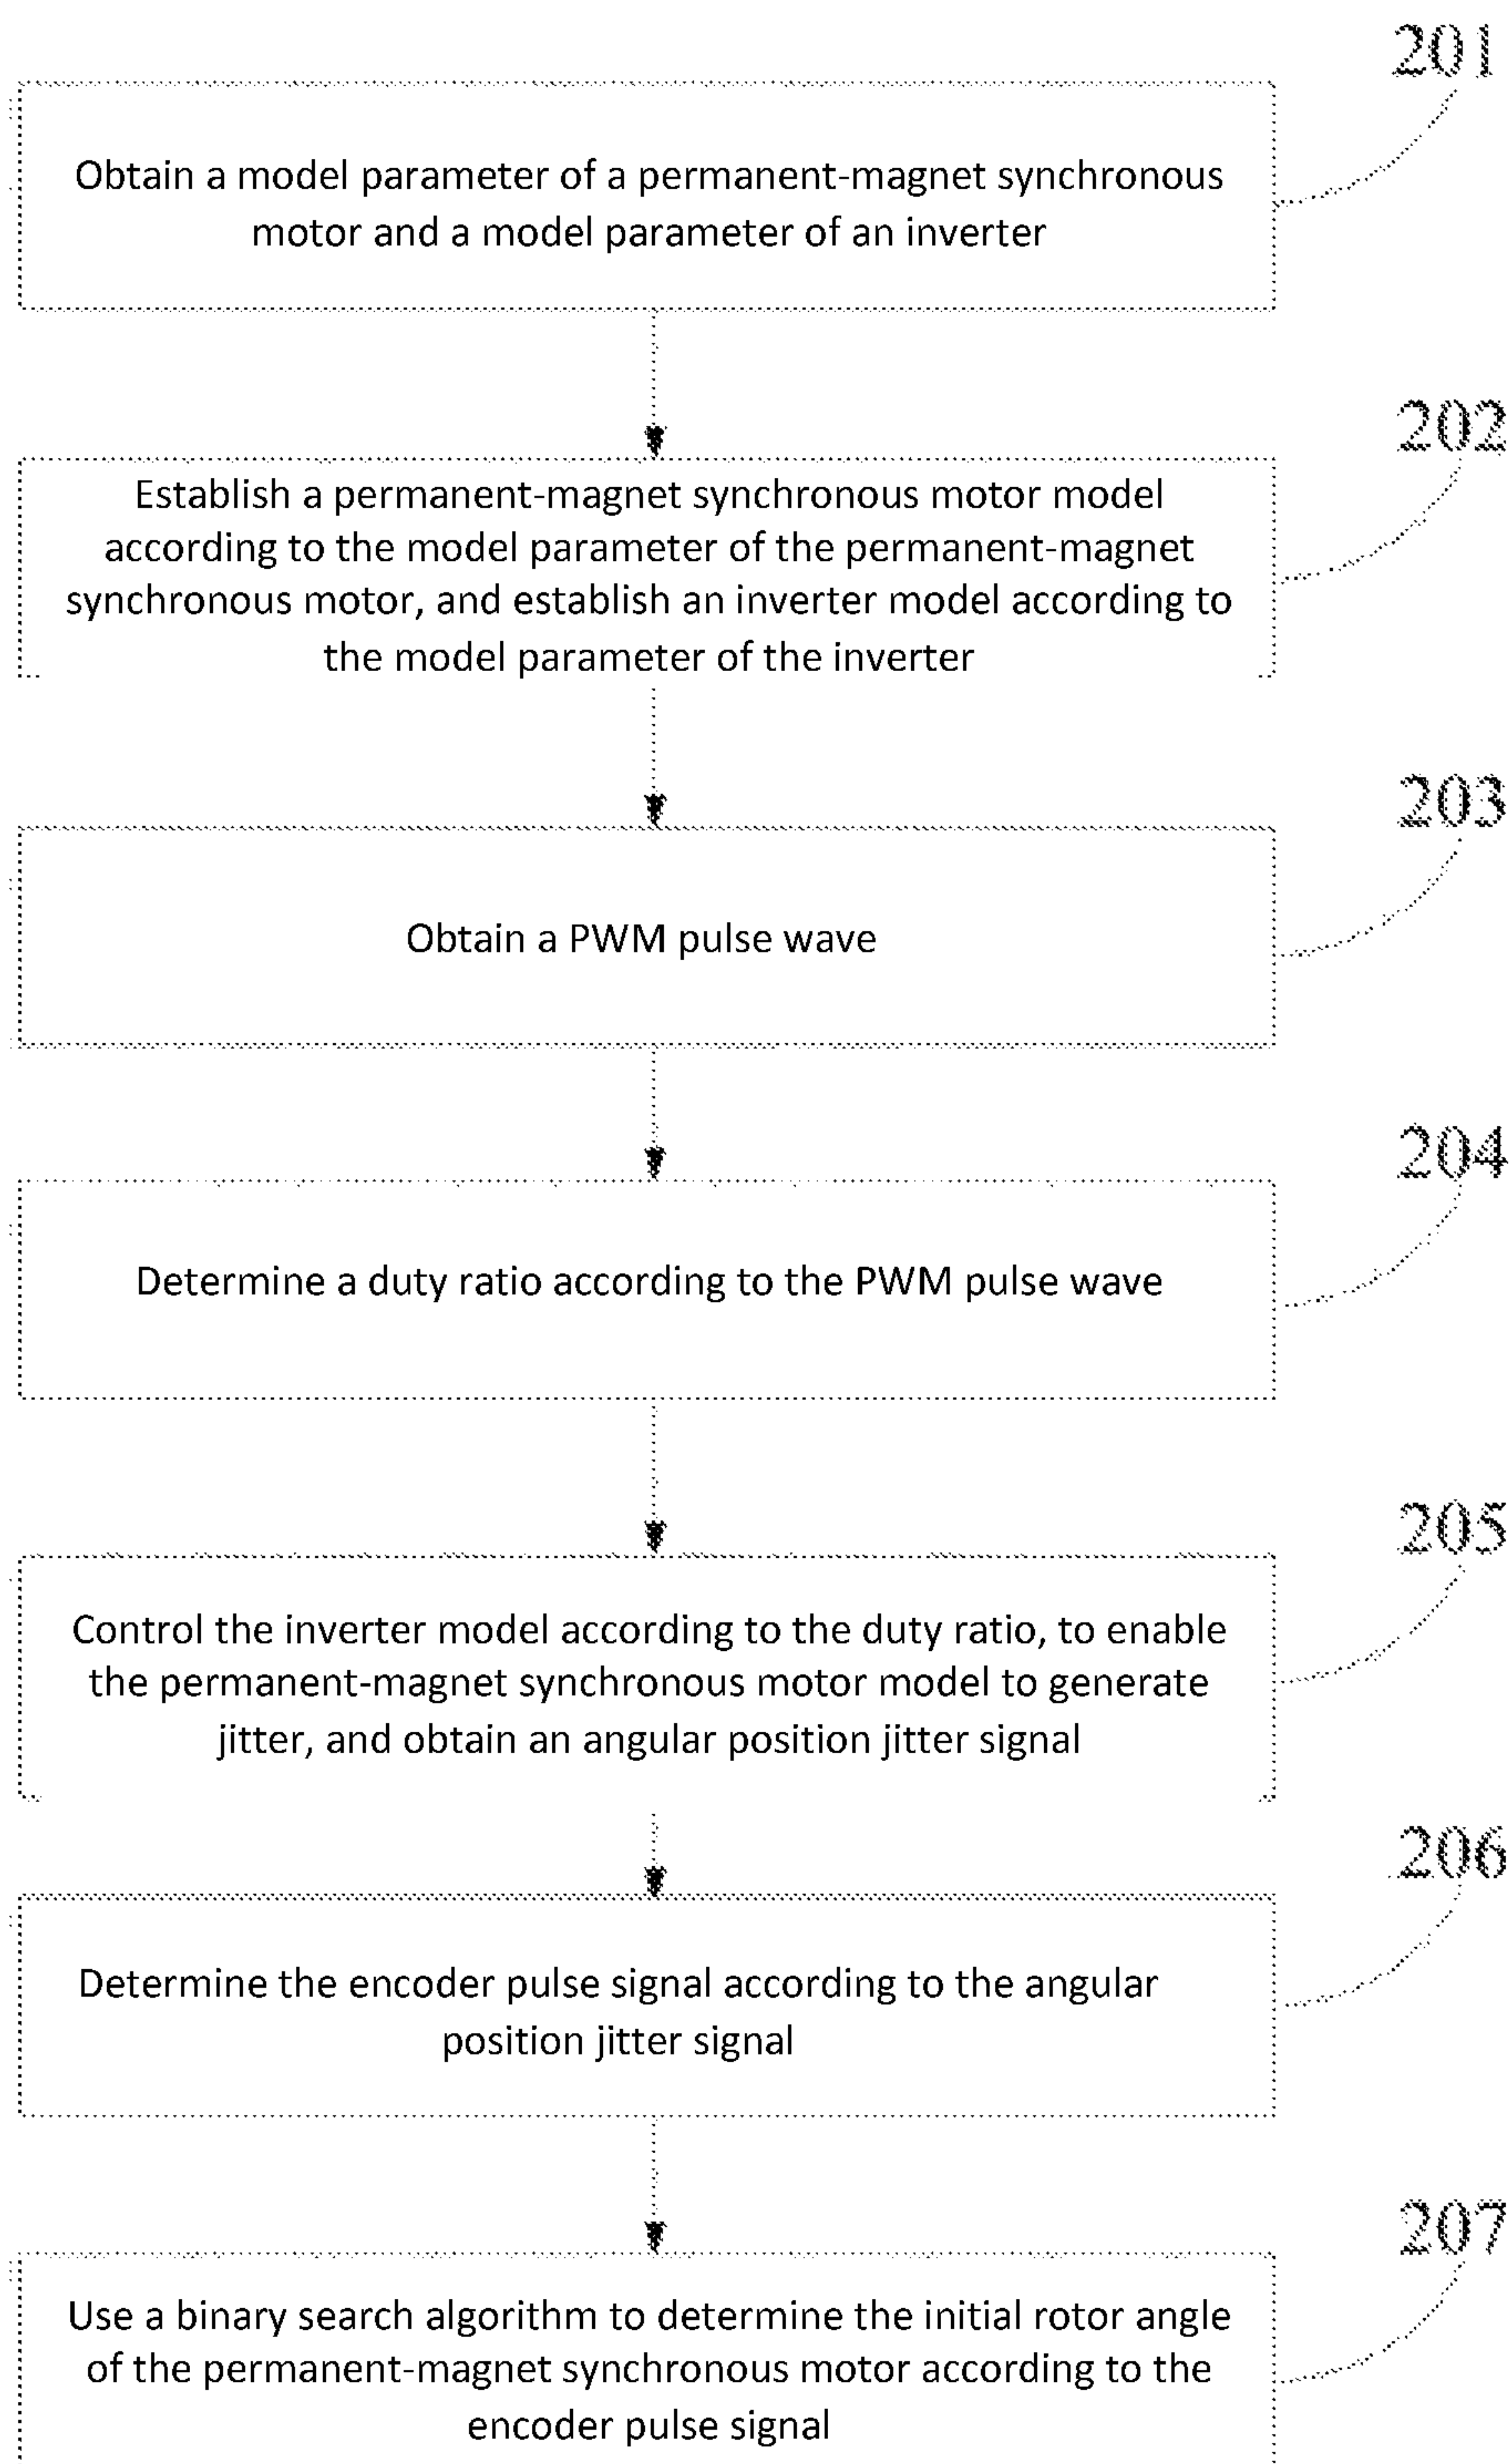 201
Obtain a model parameter of a permanent-magnet synchronous
motor and a model parameter of an inverter
202
Establish a permanent-magnet synchronous motor model
according to the model parameter of the permanent-magnet
synchronous motor, and establish an inverter model according to
the model parameter of the inverter
203
Obtain a PWM pulse wave
204
Determine a duty ratio according to the PWM pulse wave
205
Control the inverter model according to the duty ratio, to enable
the permanent-magnet synchronous motor model to generate
jitter, and obtain an angular position jitter signal
206
Determine the encoder pulse signal according to the angular
position jitter signal
207
Use a binary search algorithm to determine the initial rotor angle
of the permanent-magnet synchronous motor according to the
encoder pulse signal